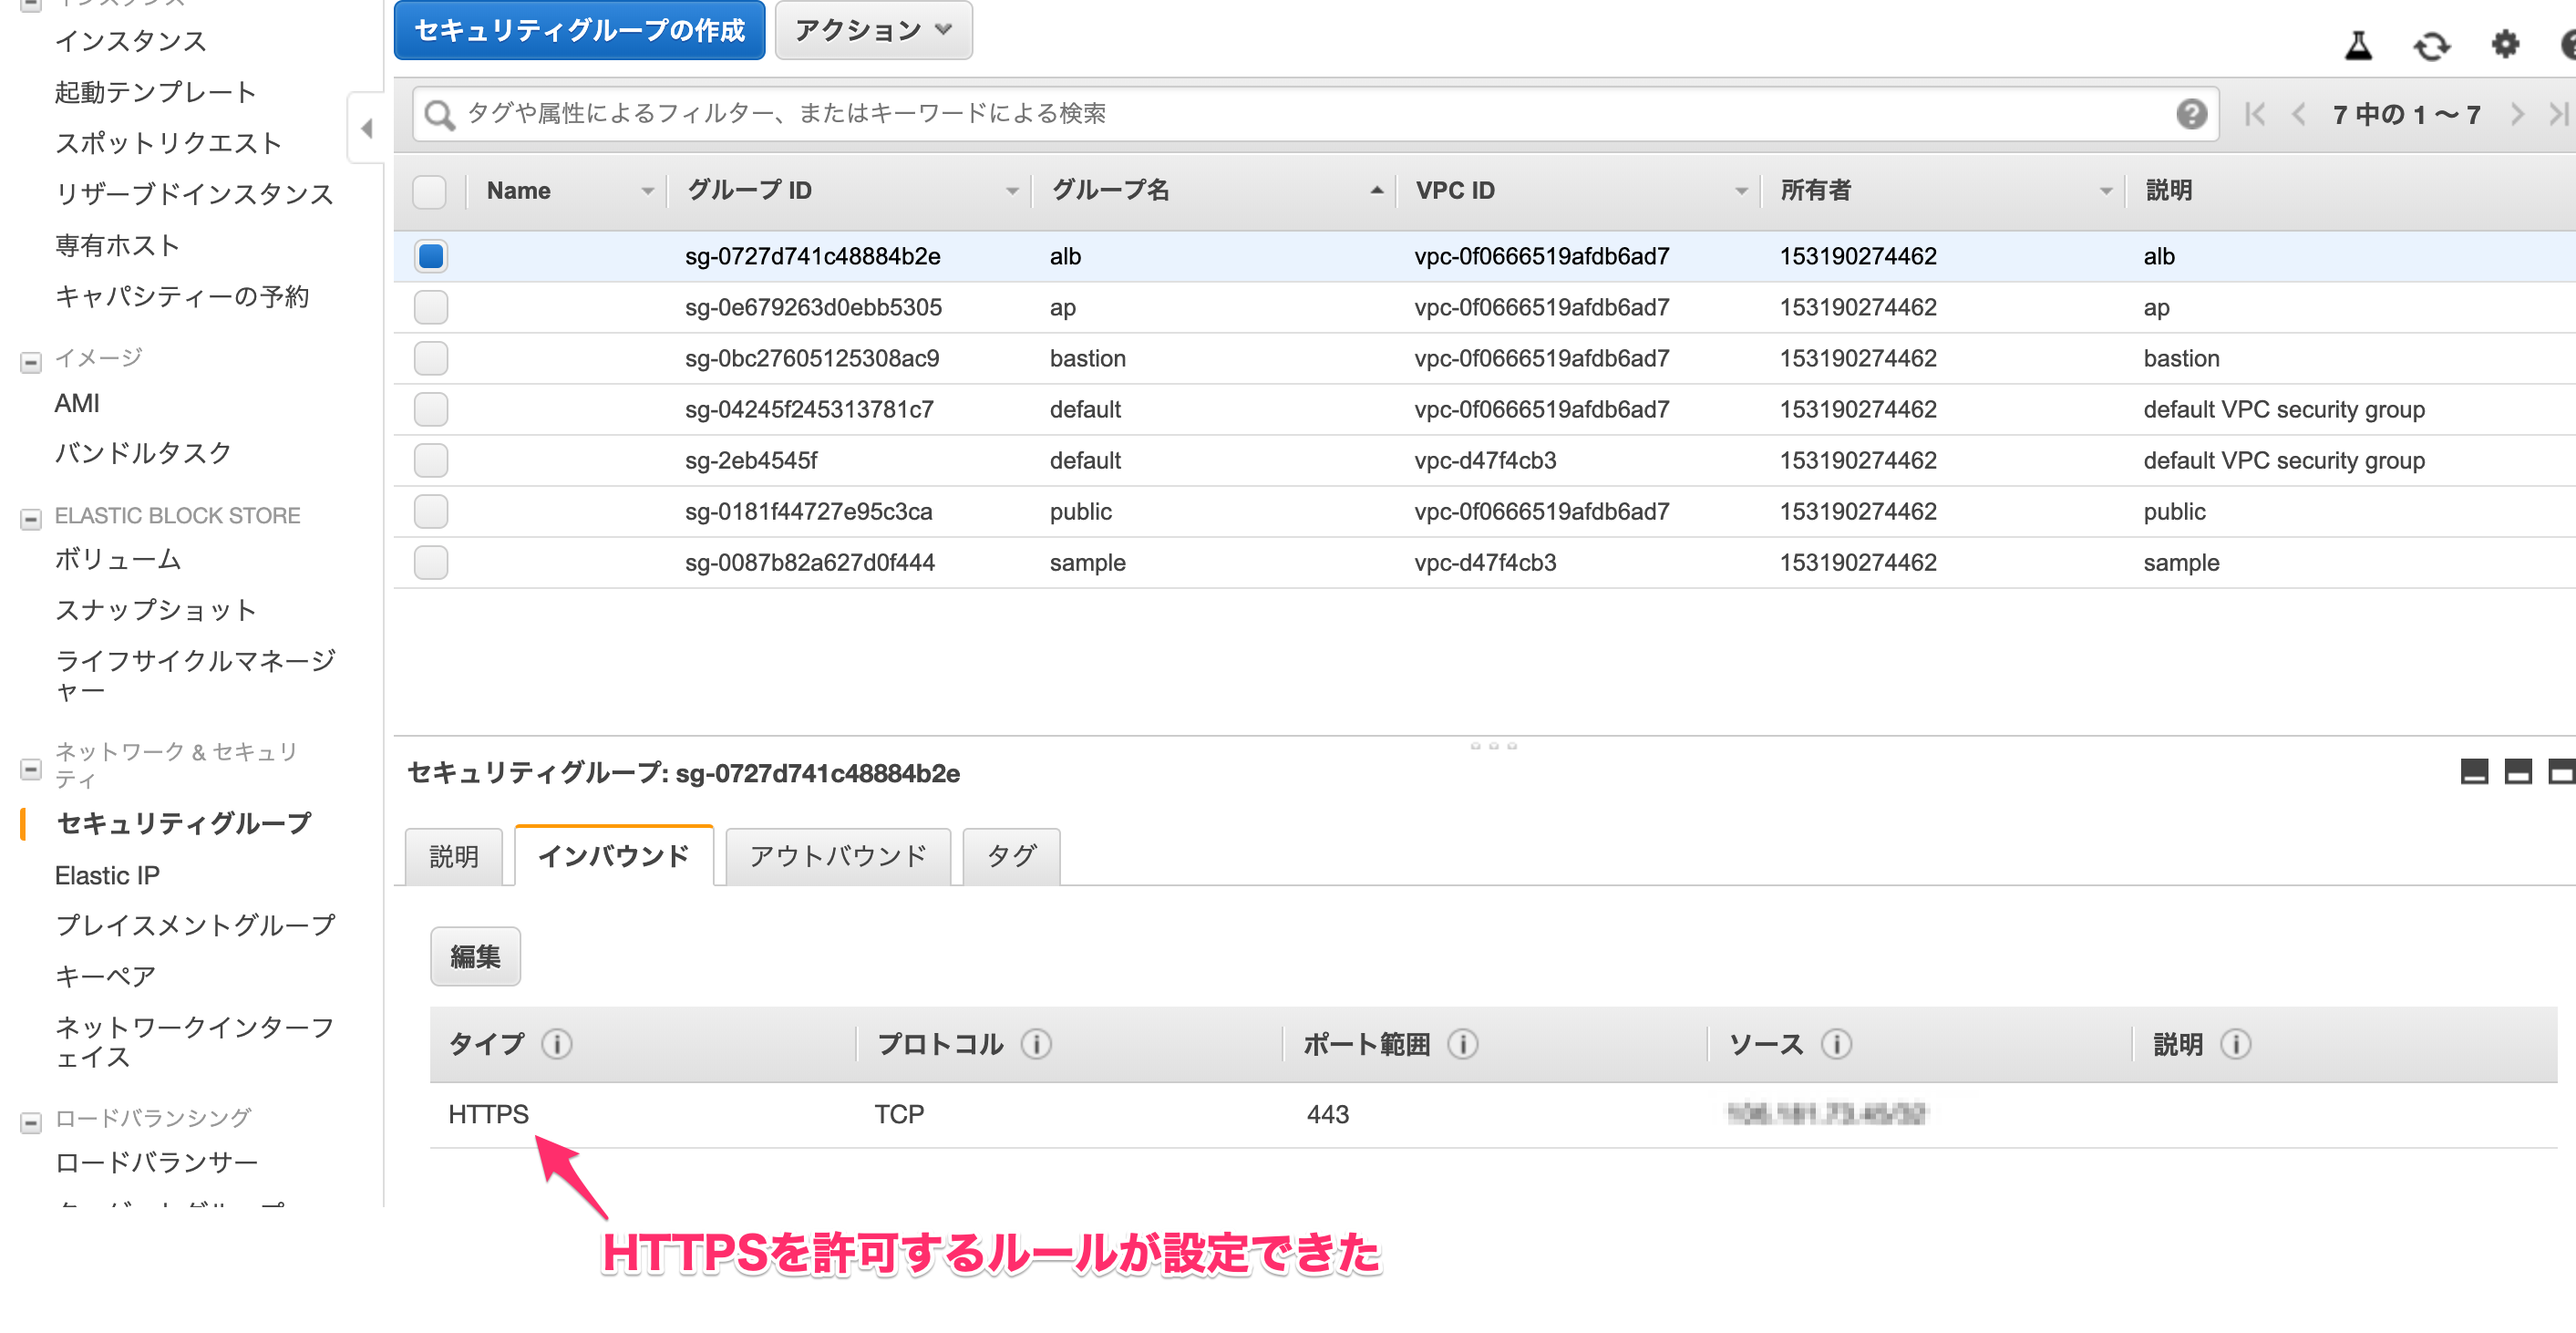 セキュリティグループの作成 アクション
インスタンス
起動テンプレート
スポットリクエスト
リザーブドインスタンス
専有ホスト
キャパシティーの予約
イメージ
AMI
バンドルタスク
ELASTIC BLOCK STORE
ボリューム
スナップショット
ライフサイクルマネージ
ャー
ネットワーク & セキュリ
ティ
セキュリティグループ
Elastic IP
プレイスメントグループ
キーペア
ネットワークインターフ
ェイス
ロードバランシング
ロードバランサー
タグや属性によるフィルター、またはキーワードによる検索 7 中の 1 〜 7
Name グループ ID グループ名 VPC ID 所有者 説明
sg-0727d741c48884b2e alb vpc-0f0666519afdb6ad7 153190274462 alb
sg-0e679263d0ebb5305 ap vpc-0f0666519afdb6ad7 153190274462 ap
sg-0bc27605125308ac9 bastion vpc-0f0666519afdb6ad7 153190274462 bastion
sg-04245f245313781c7 default vpc-0f0666519afdb6ad7 153190274462 default VPC security group
sg-2eb4545f default vpc-d47f4cb3 153190274462 default VPC security group
sg-0181f44727e95c3ca public vpc-0f0666519afdb6ad7 153190274462 public
sg-0087b82a627d0f444 sample vpc-d47f4cb3 153190274462 sample
セキュリティグループ: sg-0727d741c48884b2e
説明 インバウンド アウトバウンド タグ
編集
タイプ プロトコル ポート範囲 ソース 説明
HTTPS TCP 443
HTTPSを許可するルールが設定できた